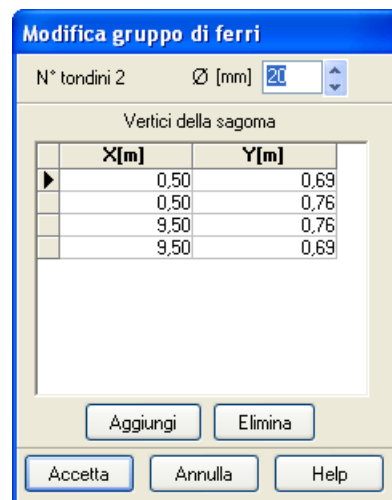 Modifica gruppo di ferri
N° tondini 2 Ø [mm] 20
Vertici della sagoma
X[m] Y[m]
0,50 0,69
0,50 0,76
9,50 0,76
9,50 0,69
Aggiungi Elimina
Accetta Annulla Help